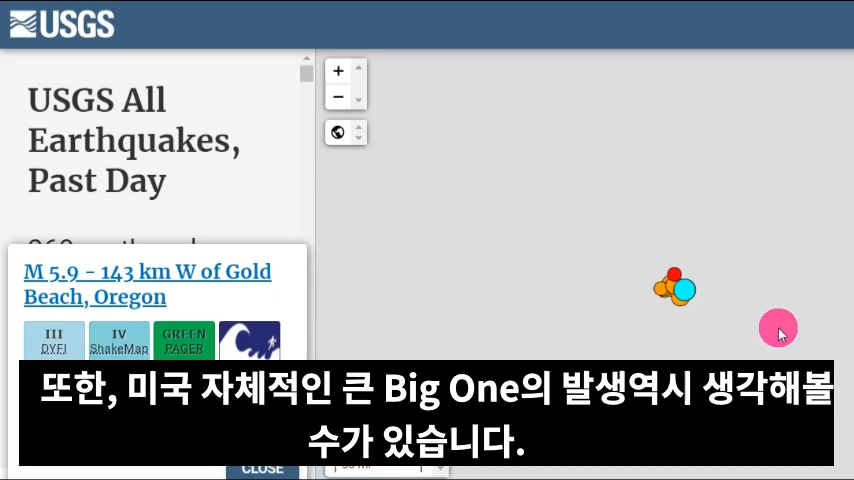 USGS
USGS All
Earthquakes,
Past Day
M 5.9 - 143 km W of Gold
Beach, Oregon
III
DYFI
IV
ShakeMap
GREEN
PAGER
또한, 미국 자체적인 큰 Big One의 발생역시 생각해볼
수가 있습니다.
CLOSE